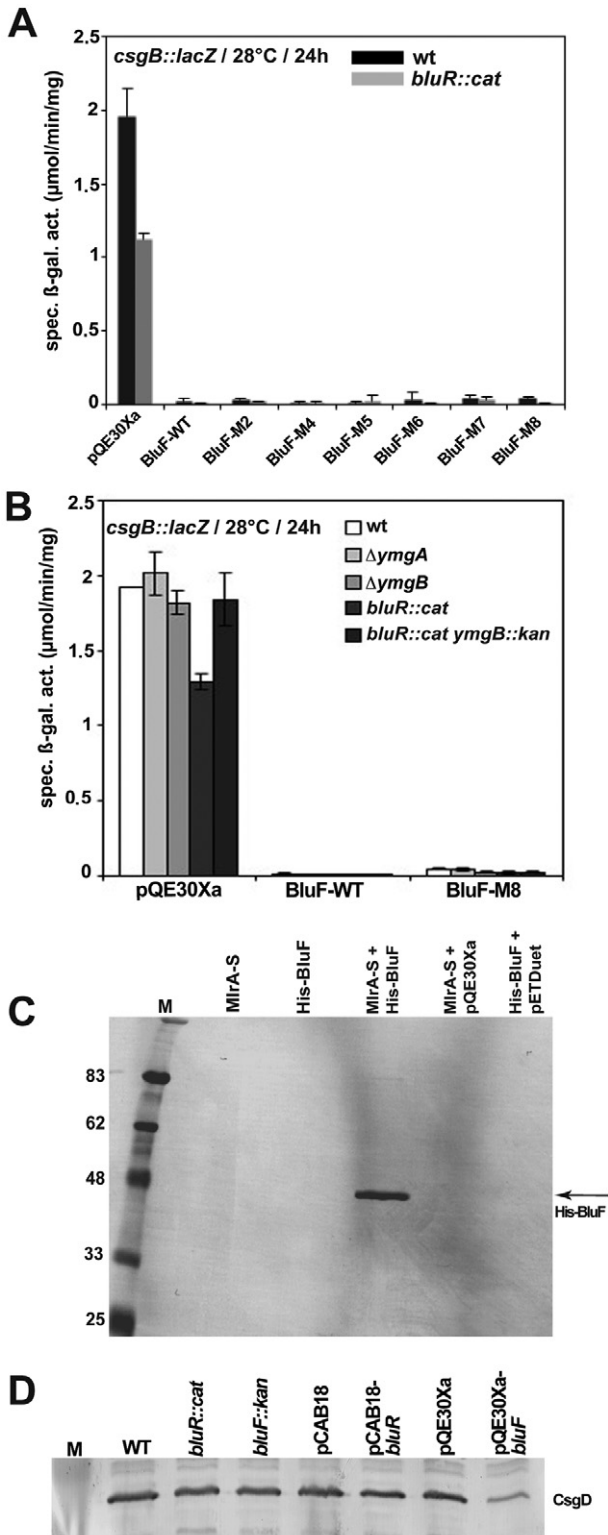 A
csgB::lacZ / 28°C / 24h
wt
bluR::cat
spec. ß-gal. act. (µmol/min/mg)
2.5
2
1.5
1
0.5
0
pQE30Xa
BluF-WT
BluF-M2
BluF-M4
BluF-M5
BluF-M6
BluF-M7
BluF-M8
B
csgB::lacZ / 28°C / 24h
wt
ΔymgA
ΔymgB
bluR::cat
bluR::cat ymgB::kan
spec. ß-gal. act. (µmol/min/mg)
2.5
2
1.5
1
0.5
0
pQE30Xa
BluF-WT
BluF-M8
C
M
MlrA-S
His-BluF
MlrA-S +
His-BluF
MlrA-S +
pQE30Xa
His-BluF +
pETDuet
83
62
48
33
25
His-BluF
D
M
WT
bluR::cat
bluF::kan
pCAB18
pCAB18-
bluR
pQE30Xa
pQE30Xa-
bluF
CsgD